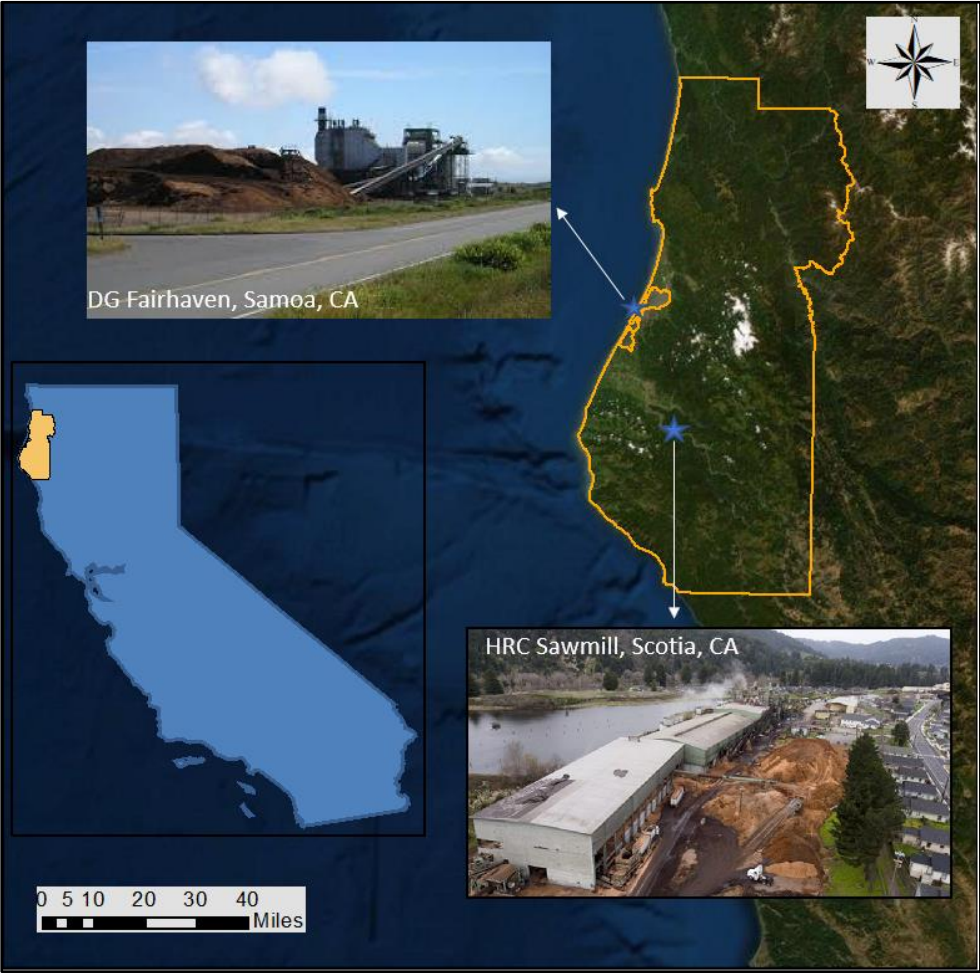 N
W
E
S
DG Fairhaven, Samoa, CA
HRC Sawmill, Scotia, CA
0 5 10 20 30 40
Miles